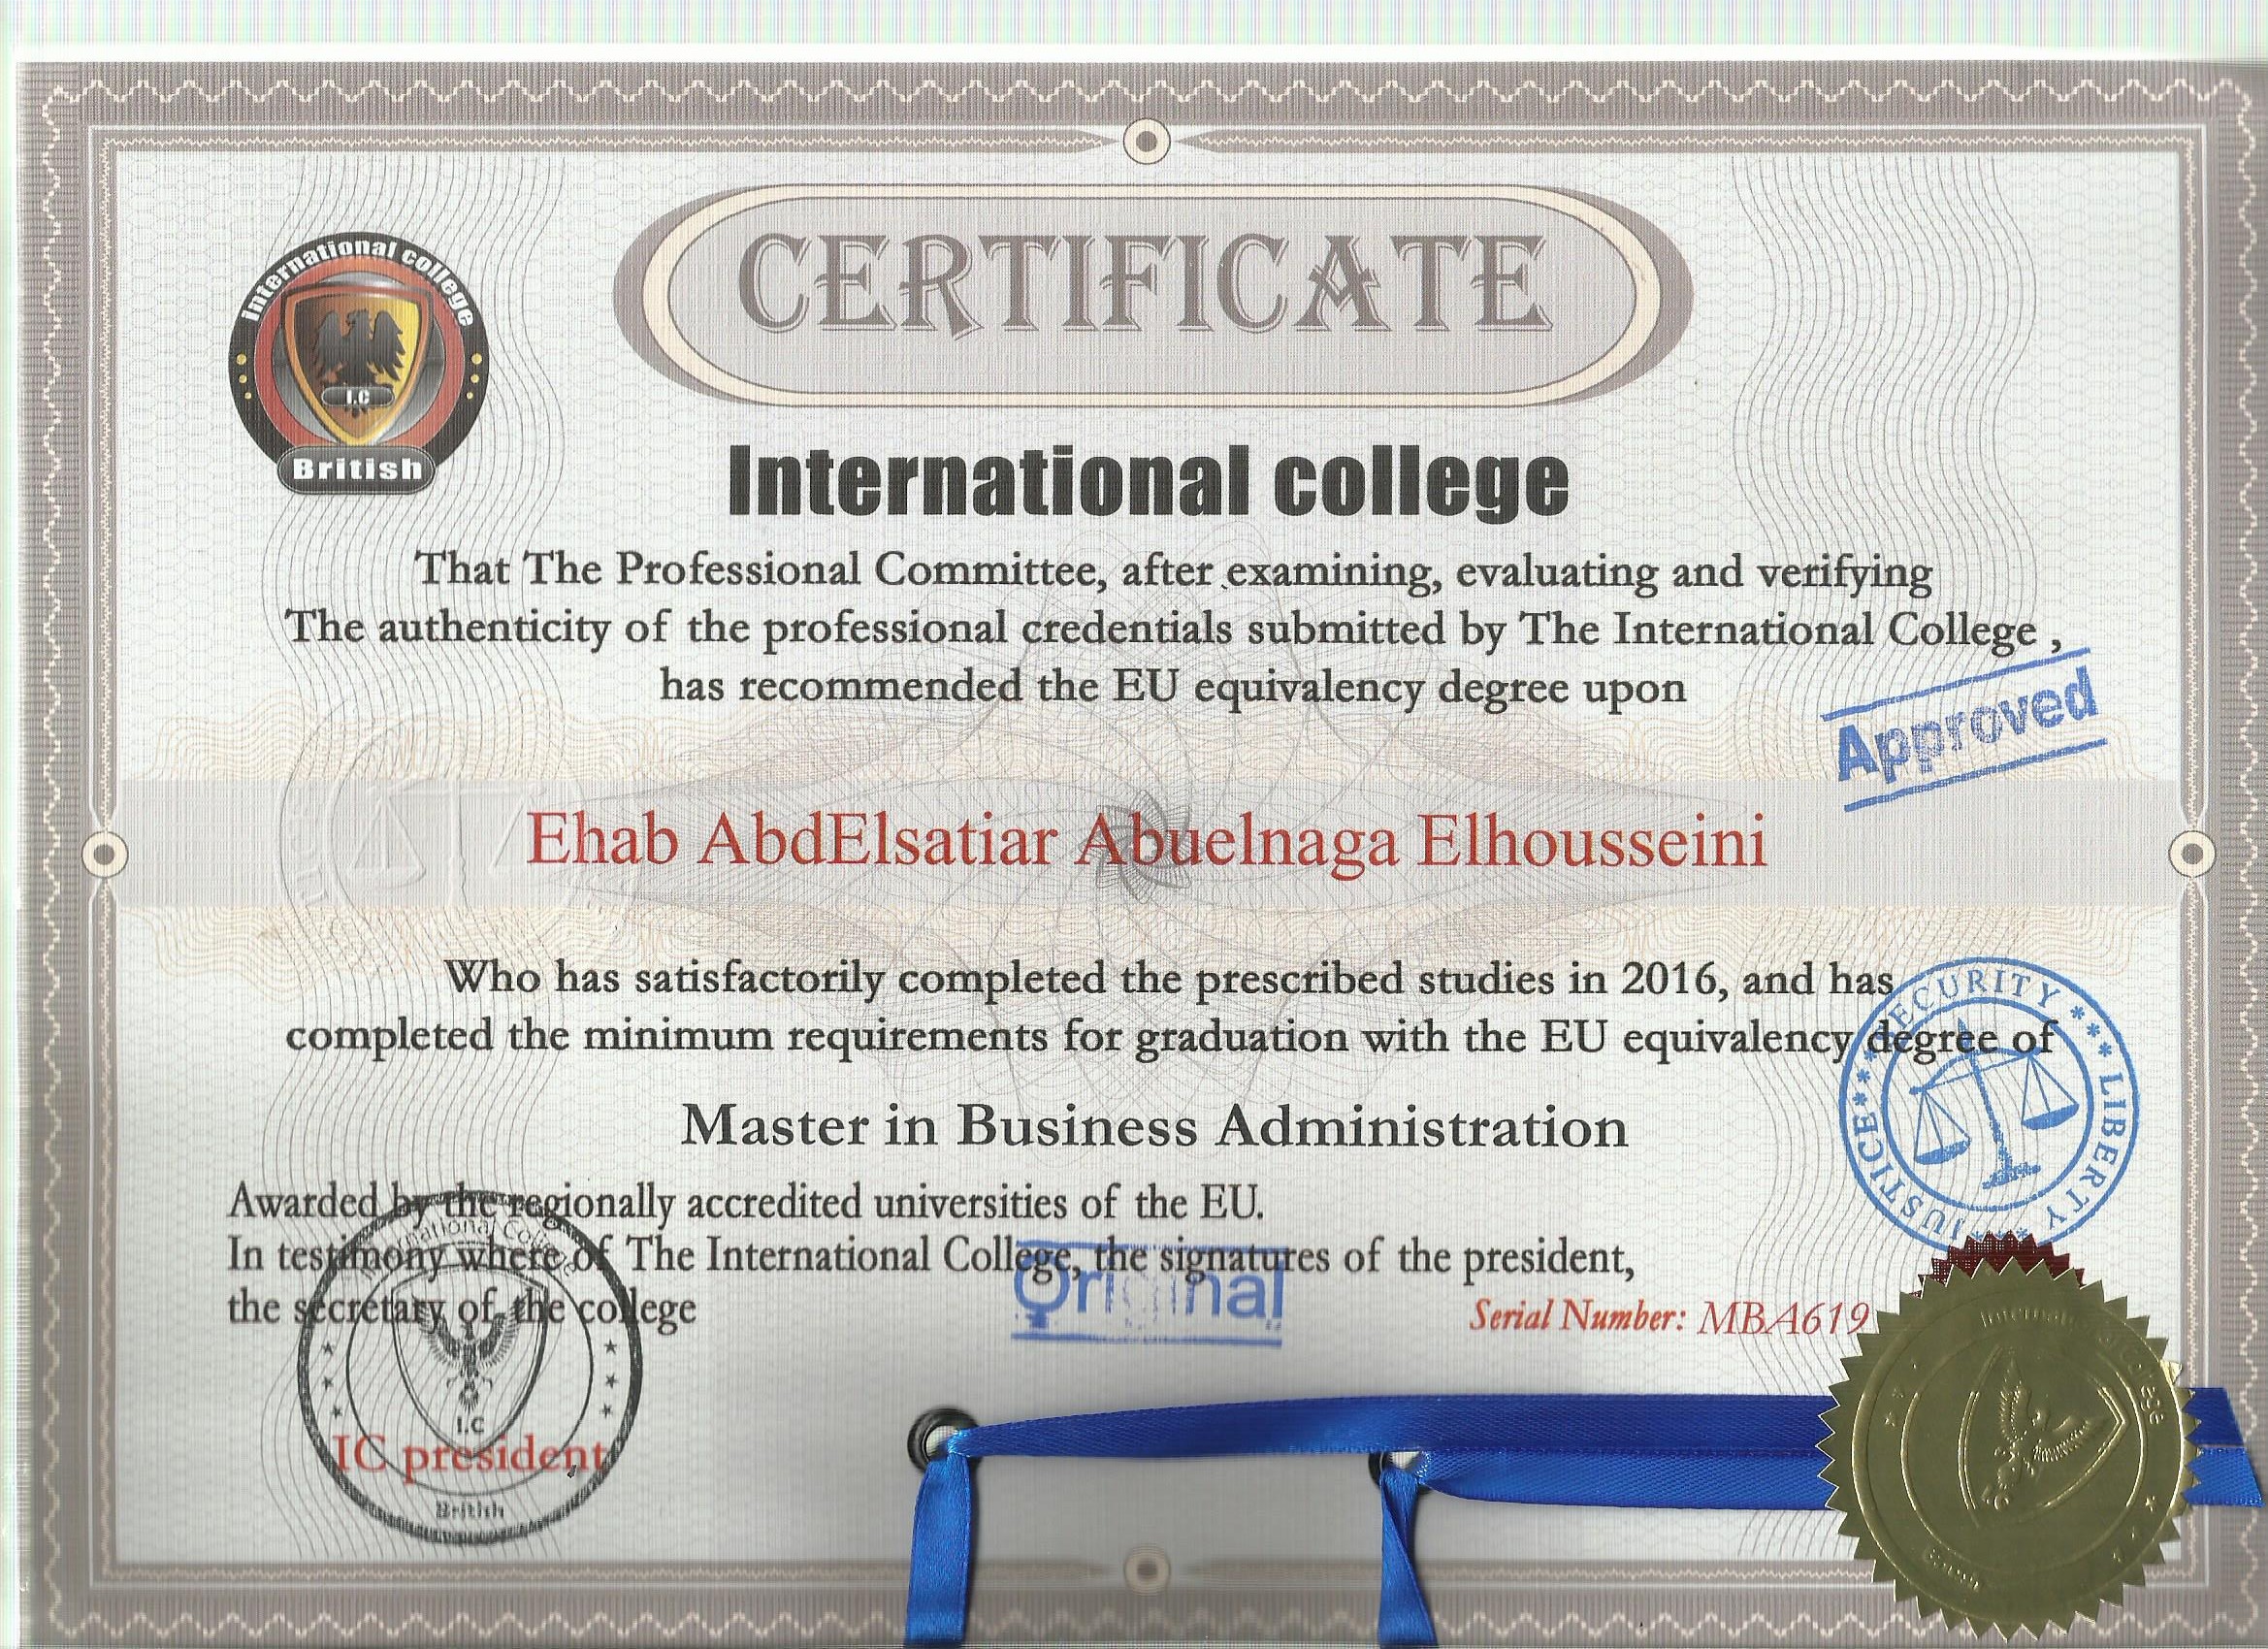 CERTIFICATE
International college
I.C
British
International college
That The Professional Committee, after examining, evaluating and verifying
The authenticity of the professional credentials submitted by The International College ,
has recommended the EU equivalency degree upon
Approved
Ehab AbdElsatiar Abuelnaga Elhousseini
Who has satisfactorily completed the prescribed studies in 2016, and has
completed the minimum requirements for graduation with the EU equivalency degree of
SECURITY *** LIBERTY *** JUSTICE ***
Master in Business Administration
Awarded by the regionally accredited universities of the EU.
In testimony where of The International College, the signatures of the president,
the secretary of the college
Original
Serial Number: MBA619
International College
I.C
IC president
British
International College